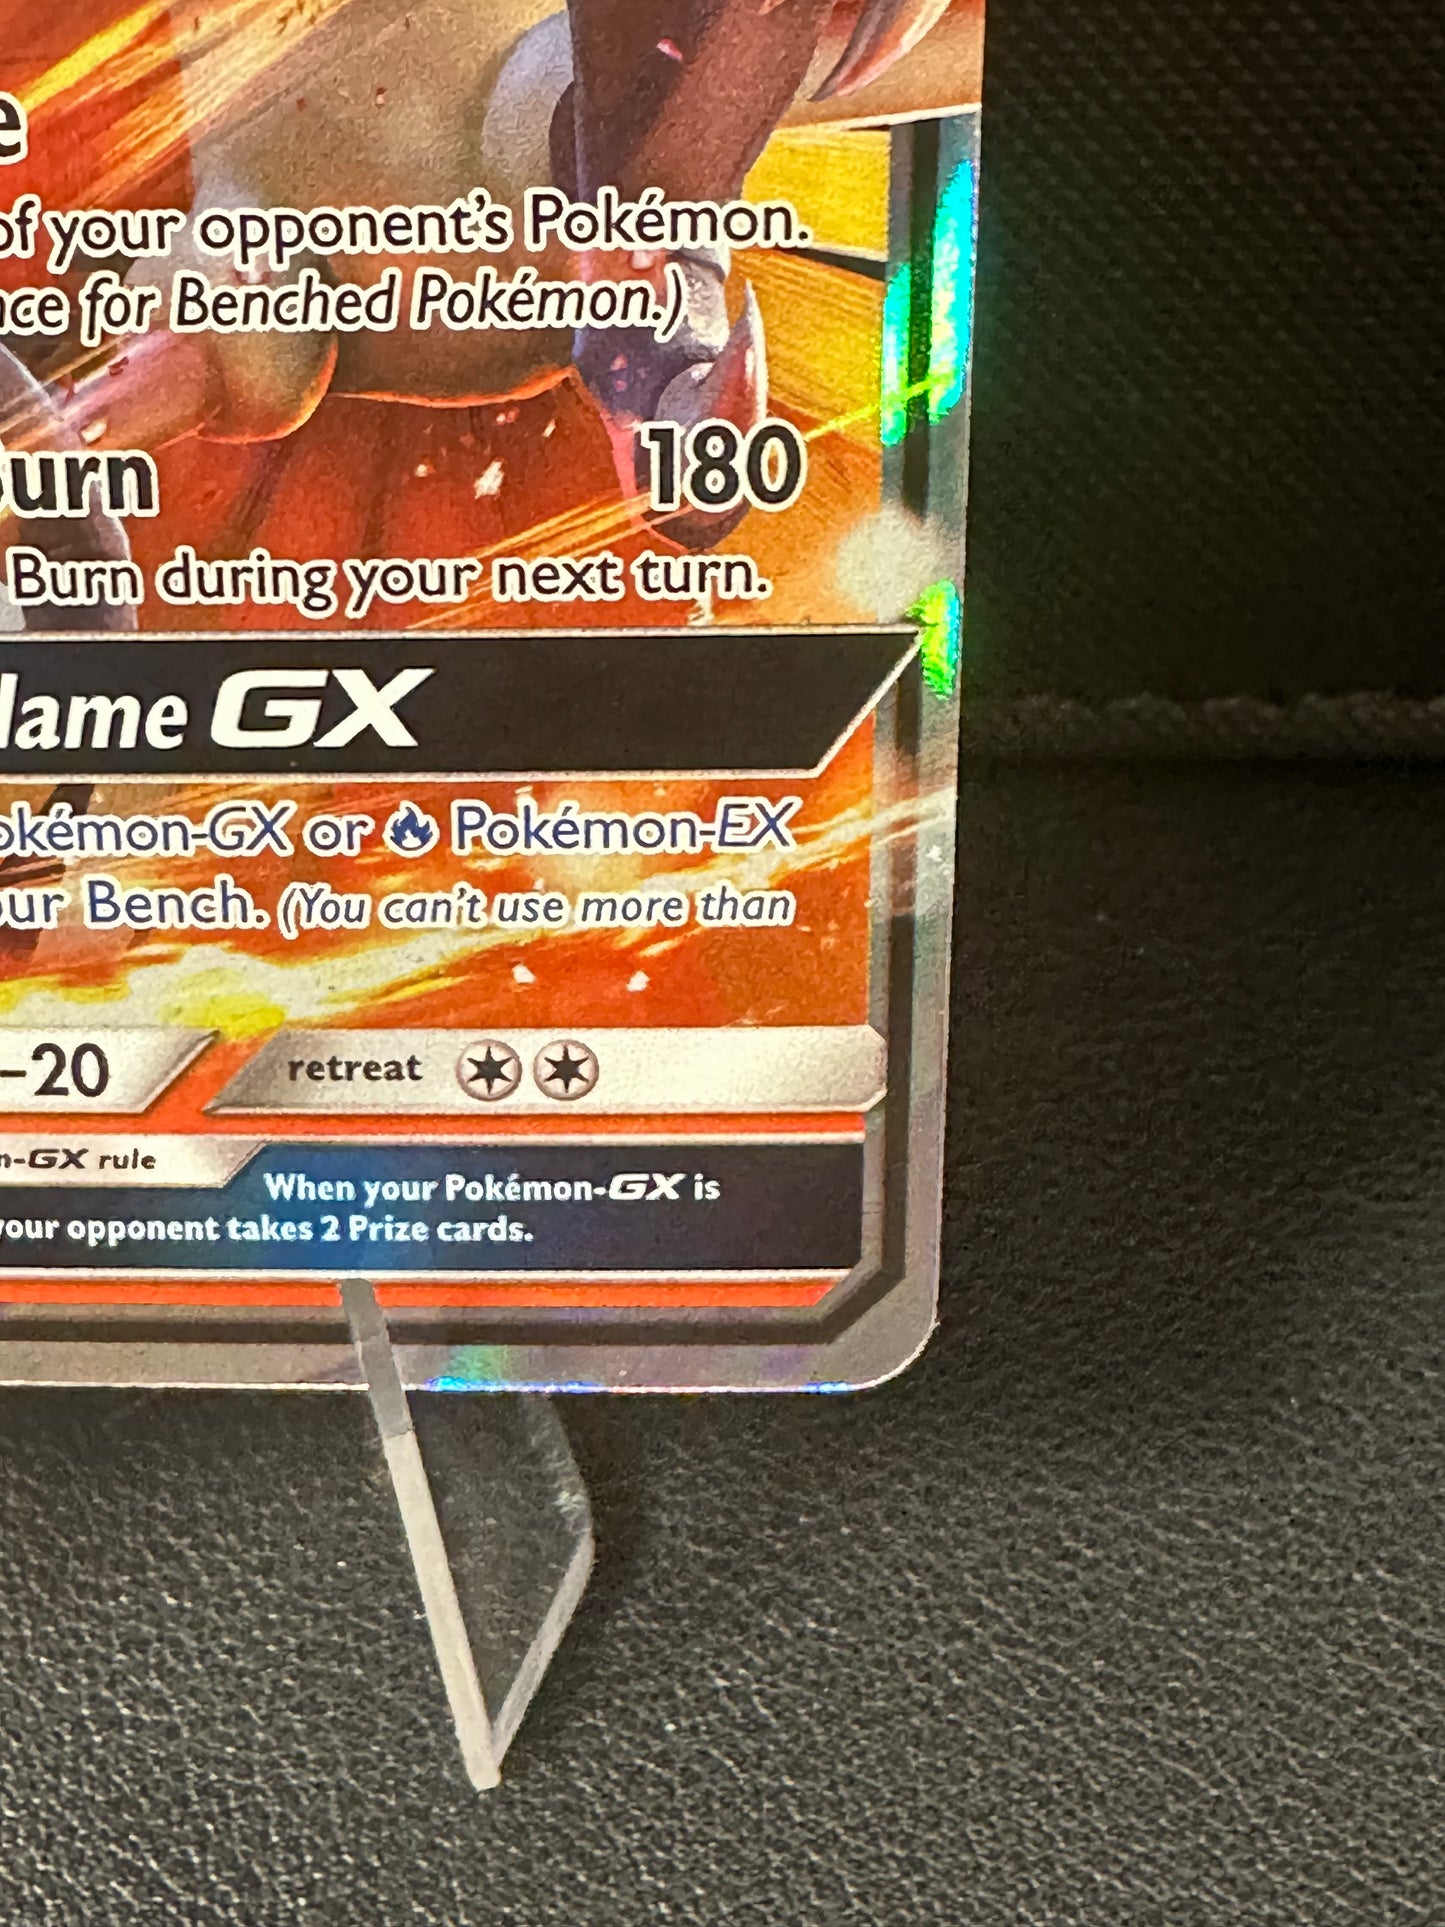 e
of your opponent's Pokémon.
nce for Benched Pokémon.)
Burn 180
Burn during your next turn.
lame GX
okémon-GX or Pokémon-EX
our Bench. (You can't use more than
-20 retreat
n-GX rule
When your Pokémon-GX is
your opponent takes 2 Prize cards.